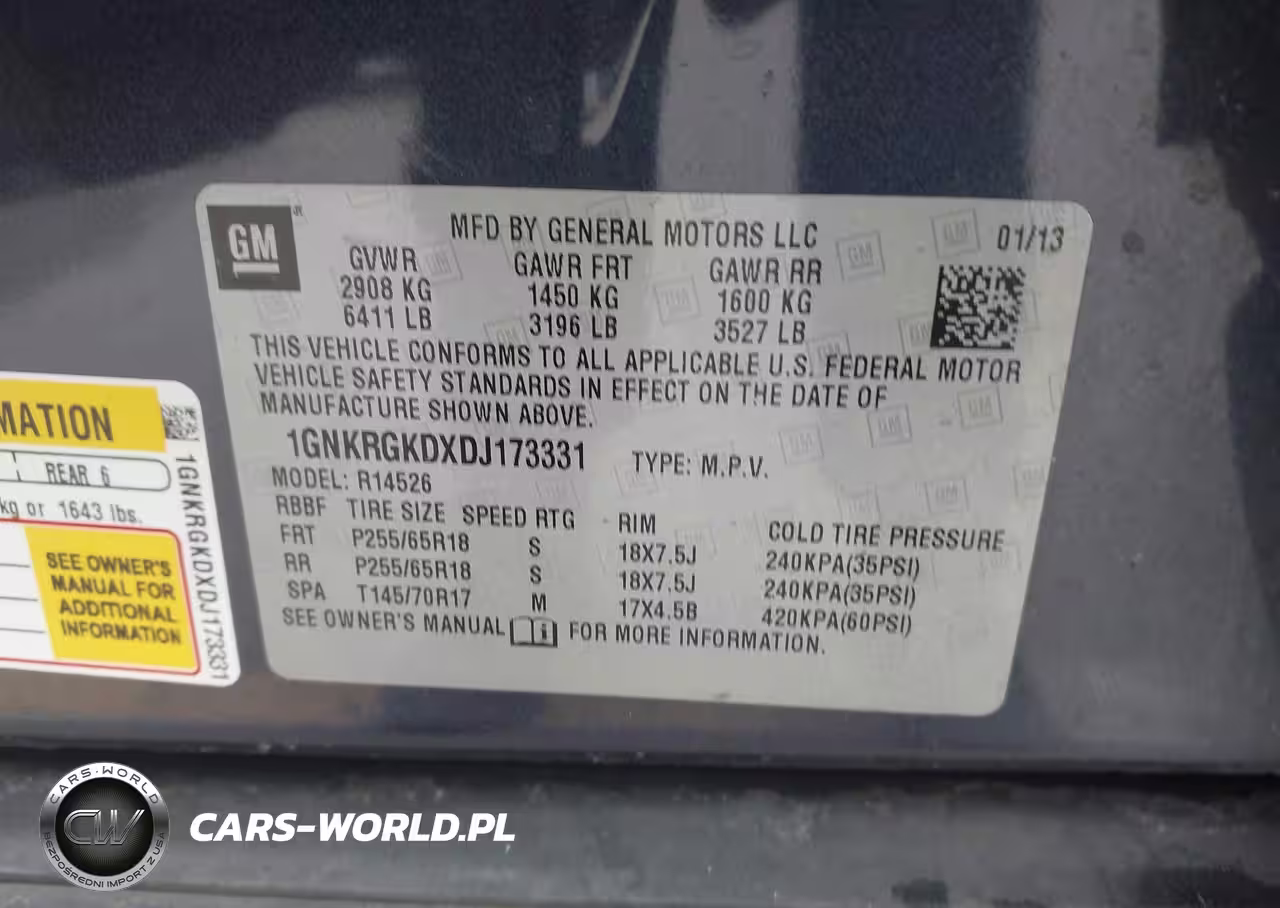 GM
MFD BY GENERAL MOTORS LLC
01/13
GVWR GAWR FRT GAWR RR
2908 KG 1450 KG 1600 KG
6411 LB 3196 LB 3527 LB
THIS VEHICLE CONFORMS TO ALL APPLICABLE U.S. FEDERAL MOTOR
VEHICLE SAFETY STANDARDS IN EFFECT ON THE DATE OF
MANUFACTURE SHOWN ABOVE.
1GNKRGKDXDJ173331 TYPE: M.P.V.
MODEL: R14526
RBBF TIRE SIZE SPEED RTG RIM COLD TIRE PRESSURE
FRT P255/65R18 S 18X7.5J 240KPA(35PSI)
RR P255/65R18 S 18X7.5J 240KPA(35PSI)
SPA T145/70R17 M 17X4.5B 420KPA(60PSI)
SEE OWNER'S MANUAL FOR MORE INFORMATION.
MATION
REAR 6
kg or 1643 lbs.
SEE OWNER'S
MANUAL FOR
ADDITIONAL
INFORMATION
1GNKRGKDXDJ173331
CARS-WORLD
CW
BEZPOŚREDNI IMPORT Z USA
CARS-WORLD.PL